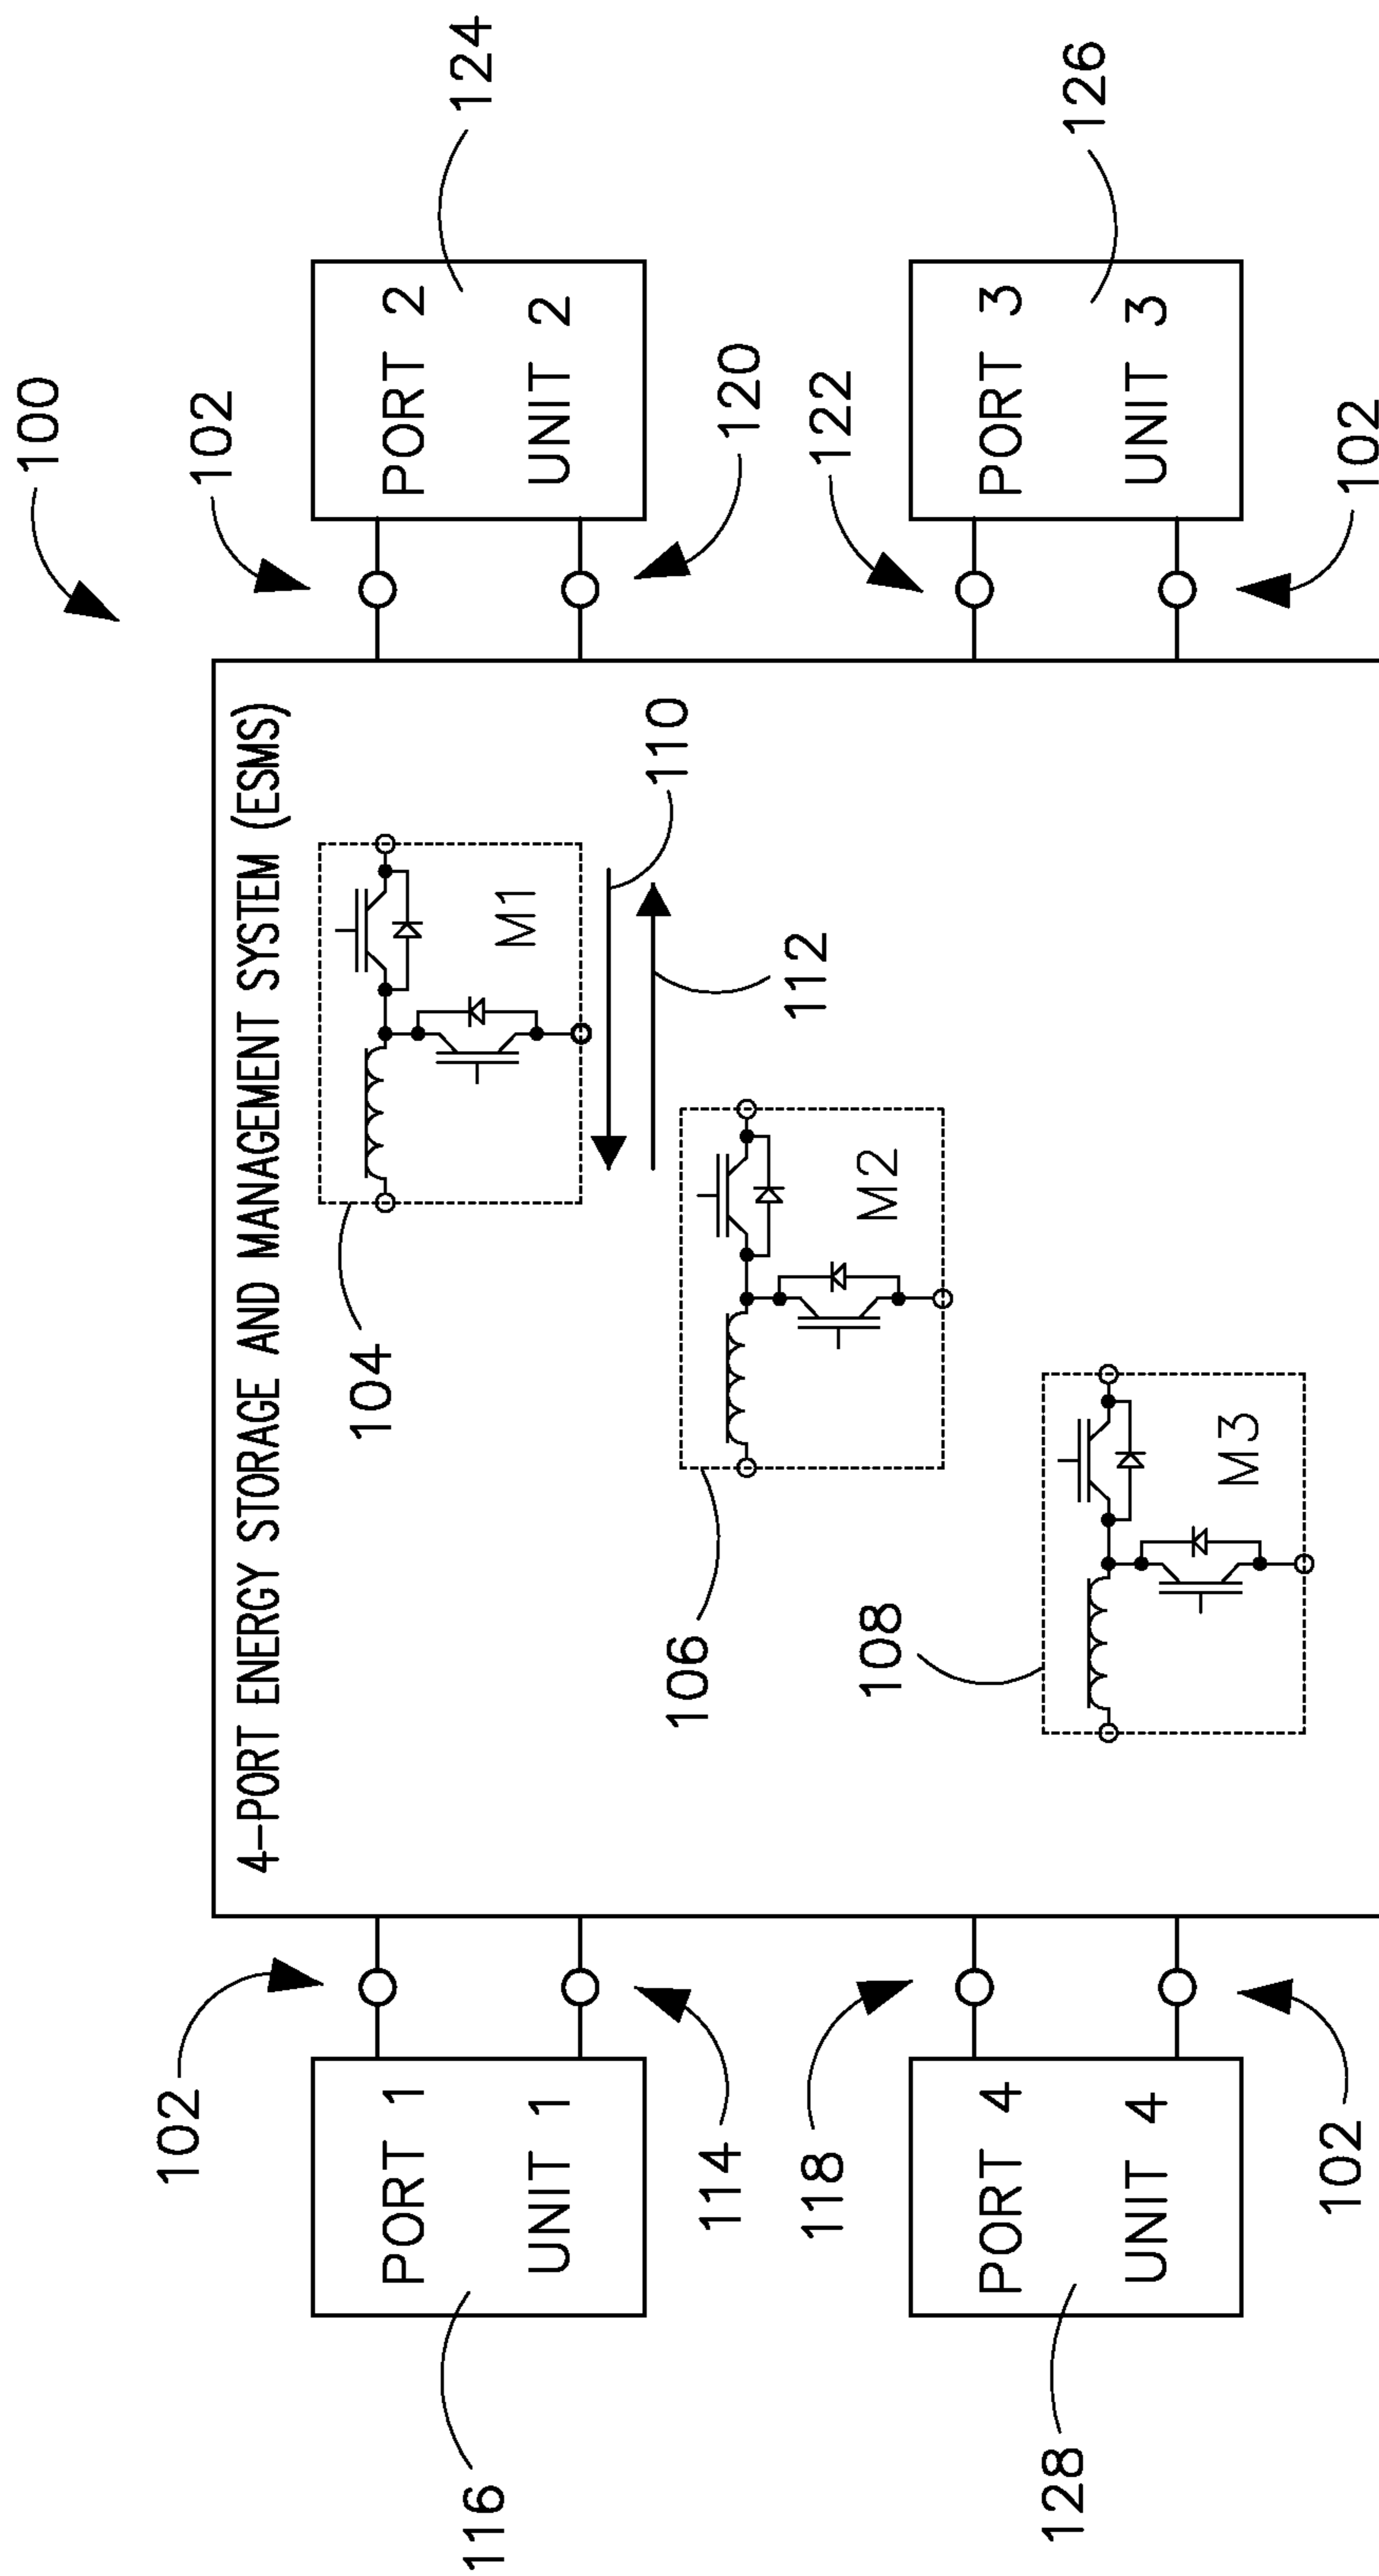 100
102
102
124
PORT 1
UNIT 1
116
114
4-PORT ENERGY STORAGE AND MANAGEMENT SYSTEM (ESMS)
104
M1
110
112
106
M2
108
M3
PORT 2
UNIT 2
120
118
122
PORT 4
UNIT 4
128
102
PORT 3
UNIT 3
126
102